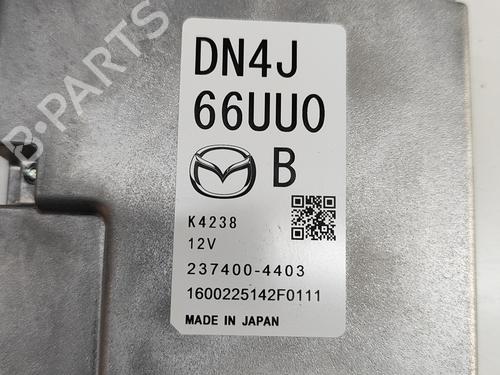 B-PARTS
DN4J
66UU0
B
K4238
12V
237400-4403
1600225142F0111
MADE IN JAPAN